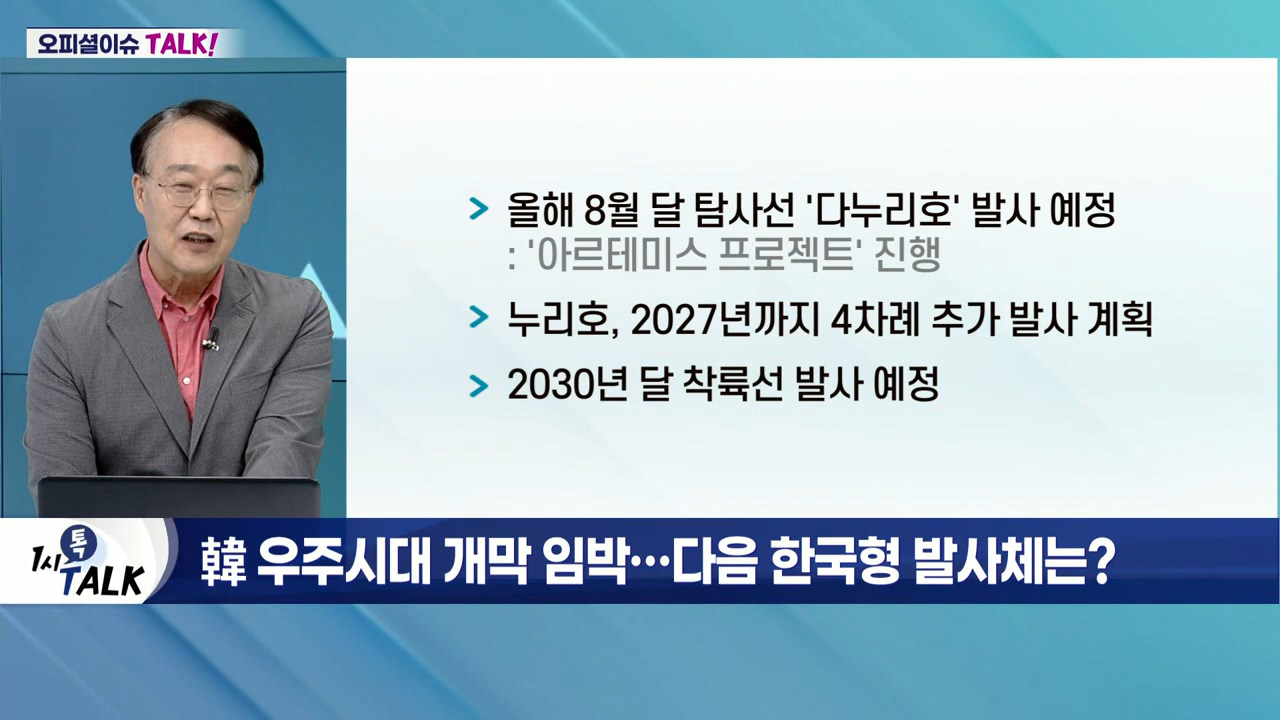 오피셜이슈 TALK!
> 올해 8월 달 탐사선 '다누리호' 발사 예정
: '아르테미스 프로젝트' 진행
> 누리호, 2027년까지 4차례 추가 발사 계획
> 2030년 달 착륙선 발사 예정
1시 톡 TALK
韓 우주시대 개막 임박…다음 한국형 발사체는?